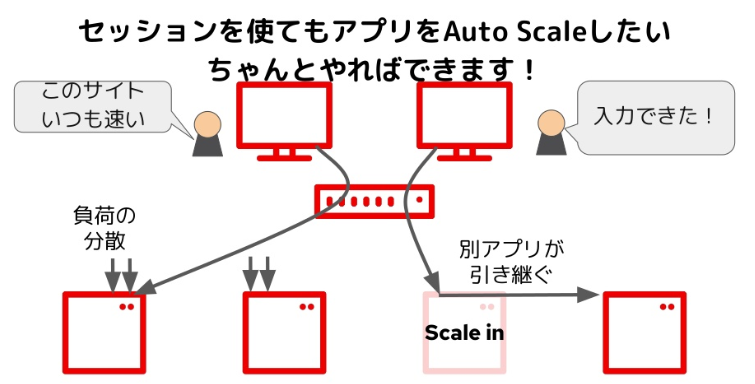 セッションを使てもアプリをAuto Scaleしたい
ちゃんとやればできます！
このサイト
いつも速い
入力できた！
負荷の
分散
別アプリが
引き継ぐ
Scale in